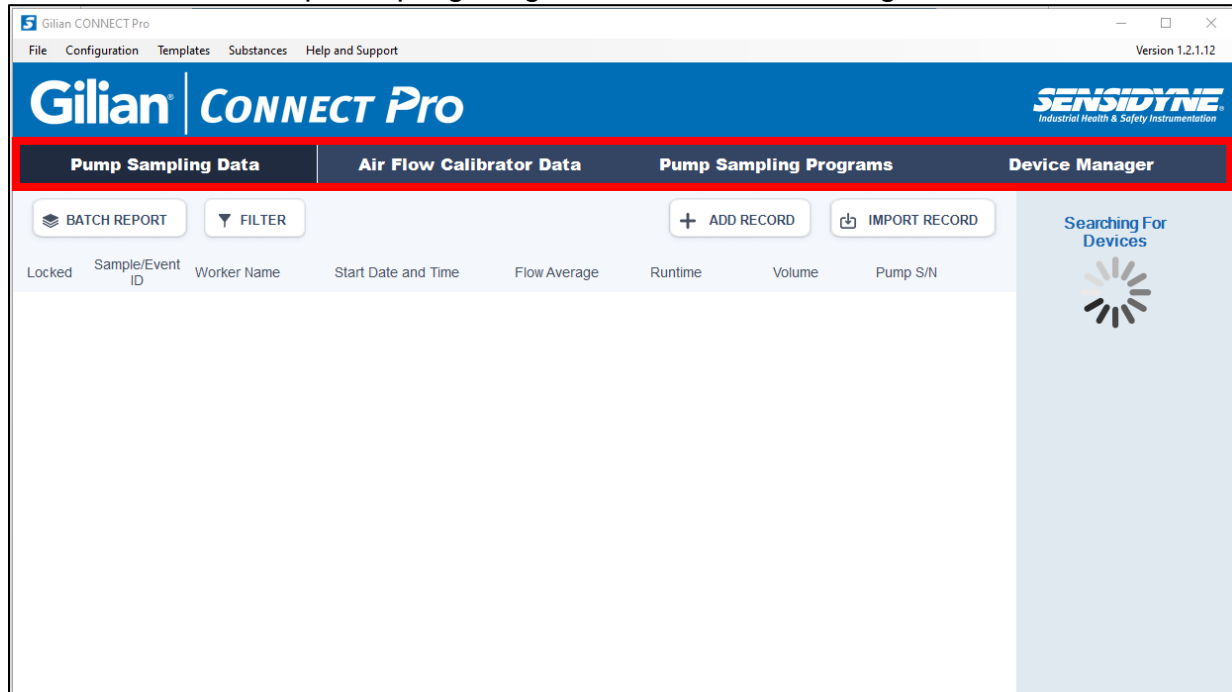 Gilian CONNECT Pro
File Configuration Templates Substances Help and Support Version 1.2.1.12
Gilian® CONNECT Pro
SENSIDYNE®
Industrial Health & Safety Instrumentation
Pump Sampling Data Air Flow Calibrator Data Pump Sampling Programs Device Manager
BATCH REPORT FILTER ADD RECORD IMPORT RECORD
Searching For
Devices
Locked Sample/Event
ID Worker Name Start Date and Time Flow Average Runtime Volume Pump S/N